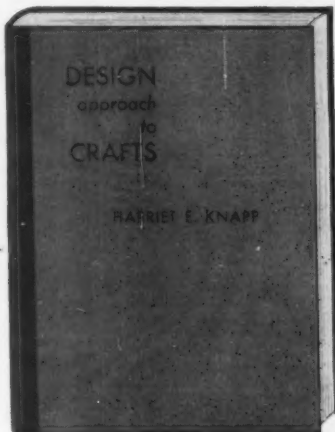 DESIGN
approach
to
CRAFTS
HARRIET E. KNAPP